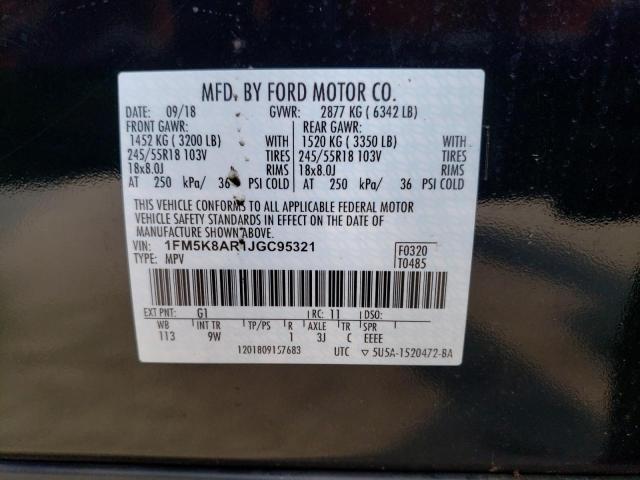 MFD. BY FORD MOTOR CO.
DATE: 09/18 GVWR: 2877 KG ( 6342 LB)
FRONT GAWR: REAR GAWR:
1452 KG ( 3200 LB) WITH 1520 KG ( 3350 LB) WITH
245/55R18 103V TIRES 245/55R18 103V TIRES
18x8.0J RIMS 18x8.0J RIMS
AT 250 kPa/ 36 PSI COLD AT 250 kPa/ 36 PSI COLD
THIS VEHICLE CONFORMS TO ALL APPLICABLE FEDERAL MOTOR
VEHICLE SAFETY STANDARDS IN EFFECT ON THE DATE OF
MANUFACTURE SHOWN ABOVE.
VIN: 1FM5K8AR1JGC95321 F0320
TYPE: MPV T0485
EXT PNT: G1 RC: 11 DSO:
WB INT TR TP/PS R AXLE TR SPR
113 9W 1 3J C EEEE
1201809157683 UTC ▽ 5U5A-1520472-BA